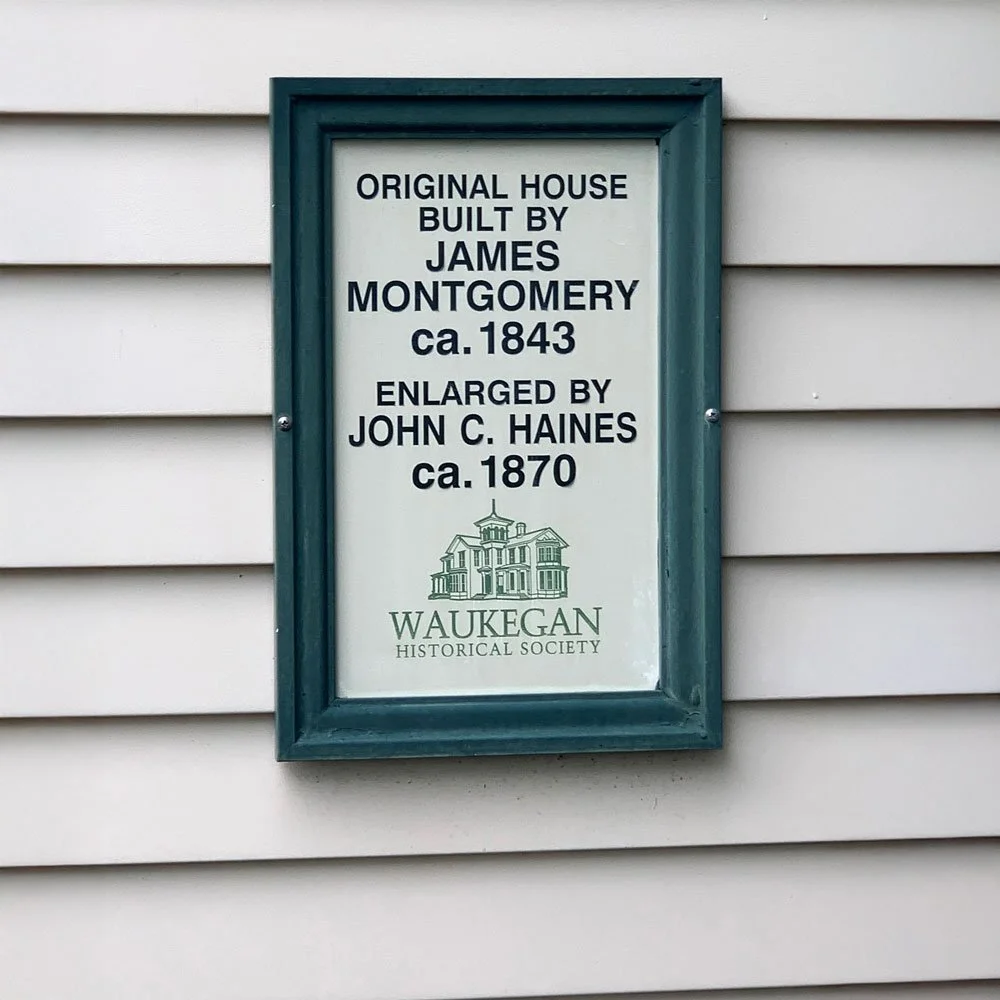 ORIGINAL HOUSE
BUILT BY
JAMES
MONTGOMERY
ca. 1843
ENLARGED BY
JOHN C. HAINES
ca. 1870
WAUKEGAN
HISTORICAL SOCIETY